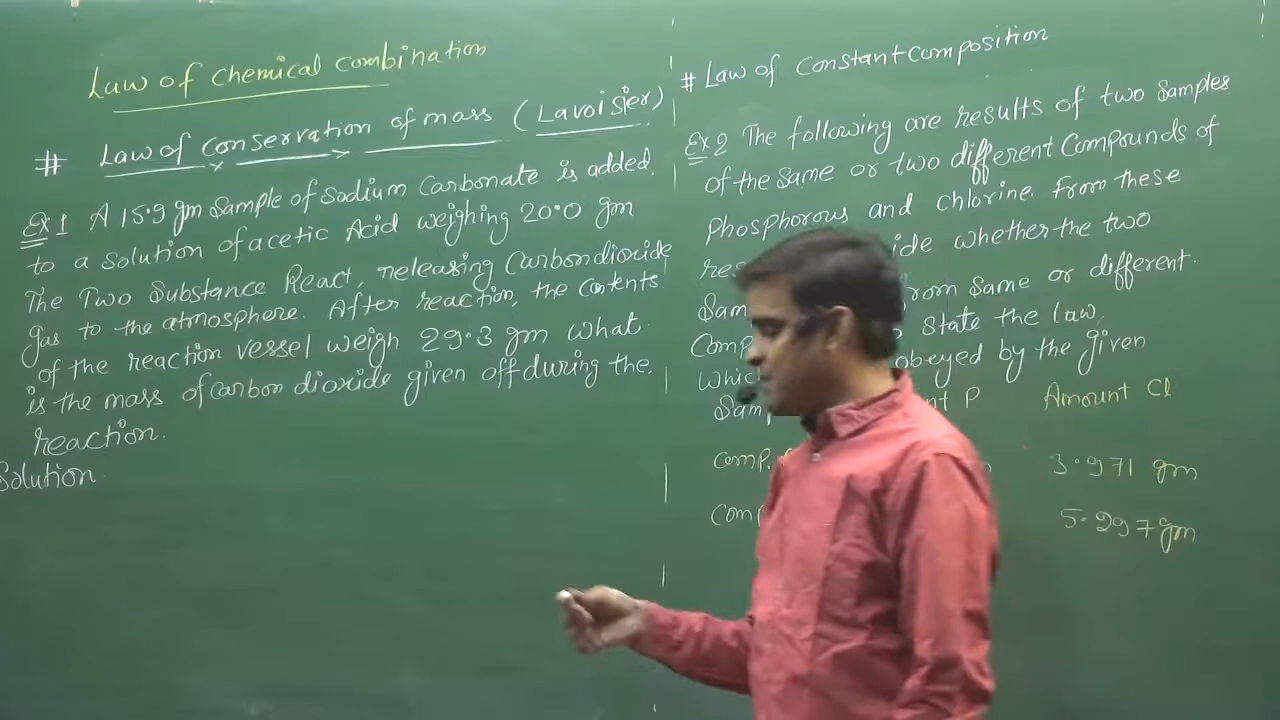 Law of chemical combination
# Law of conservation of mass (Lavoisier)
Ex 1 A 15.9 gm Sample of Sodium Carbonate is added.
to a solution of acetic Acid weighing 20.0 gm
The Two Substance React, releasing Carbondioxide
gas to the atmosphere. After reaction, the contents.
of the reaction vessel weigh 29.3 gm what
is the mass of carbon dioxide given off during the.
reaction.
Solution.
# Law of constant composition
Ex 2 The following are results of two Samples
of the Same or two different Compounds of
Phosphorous and chlorine. From these
whether the two
from Same or different.
state the law
obeyed by the given
P Amount Cl
3.971 gm
5.297 gm